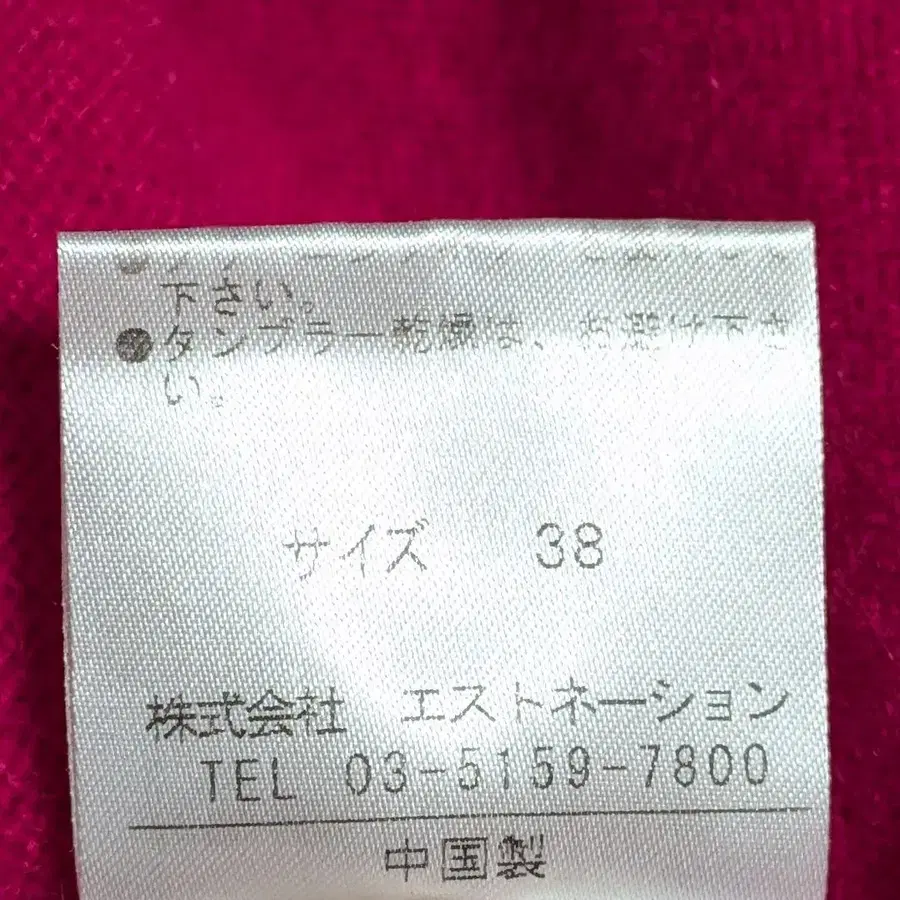 下さい。
●タンブラー乾燥は、お避け下さ
い。
サイズ 38
株式会社 エストネーション
TEL 03-5159-7800
中国製